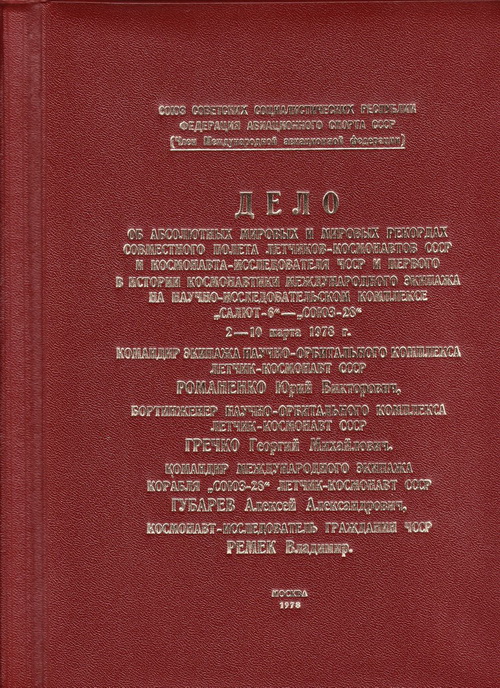 СОЮЗ СОВЕТСКИХ СОЦИАЛИСТИЧЕСКИХ РЕСПУБЛИК
ФЕДЕРАЦИЯ АВИАЦИОННОГО СПОРТА СССР
(Член Международной авиационной федерации)
ДЕЛО
ОБ АБСОЛЮТНЫХ МИРОВЫХ И МИРОВЫХ РЕКОРДАХ
СОВМЕСТНОГО ПОЛЕТА ЛЕТЧИКОВ-КОСМОНАВТОВ СССР
И КОСМОНАВТА-ИССЛЕДОВАТЕЛЯ ЧССР И ПЕРВОГО
В ИСТОРИИ КОСМОНАВТИКИ МЕЖДУНАРОДНОГО ЭКИПАЖА
НА НАУЧНО-ИССЛЕДОВАТЕЛЬСКОМ КОМПЛЕКСЕ
„САЛЮТ-6“—„СОЮЗ-28“
2—10 марта 1978 г.
КОМАНДИР ЭКИПАЖА НАУЧНО-ОРБИТАЛЬНОГО КОМПЛЕКСА
ЛЕТЧИК-КОСМОНАВТ СССР
РОМАНЕНКО Юрий Викторович,
БОРТИНЖЕНЕР НАУЧНО-ОРБИТАЛЬНОГО КОМПЛЕКСА
ЛЕТЧИК-КОСМОНАВТ СССР
ГРЕЧКО Георгий Михайлович.
КОМАНДИР МЕЖДУНАРОДНОГО ЭКИПАЖА
КОРАБЛЯ „СОЮЗ-28“ ЛЕТЧИК-КОСМОНАВТ СССР
ГУБАРЕВ Алексей Александрович,
КОСМОНАВТ-ИССЛЕДОВАТЕЛЬ ГРАЖДАНИН ЧССР
РЕМЕК Владимир.
МОСКВА
1978